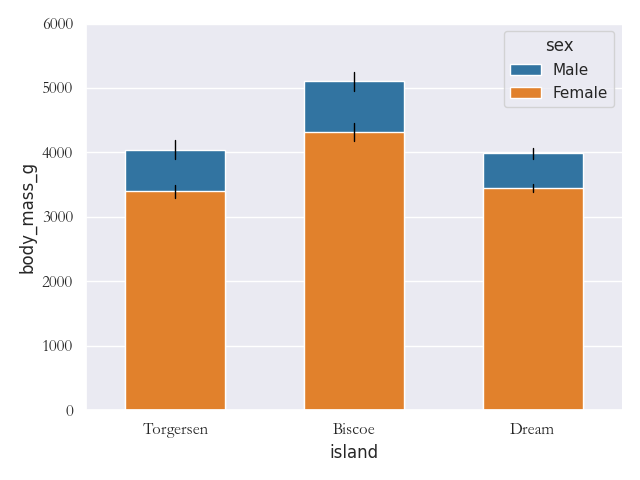 6000
5000
4000
3000
2000
1000
0
body_mass_g
sex
Male
Female
Torgersen Biscoe Dream
island